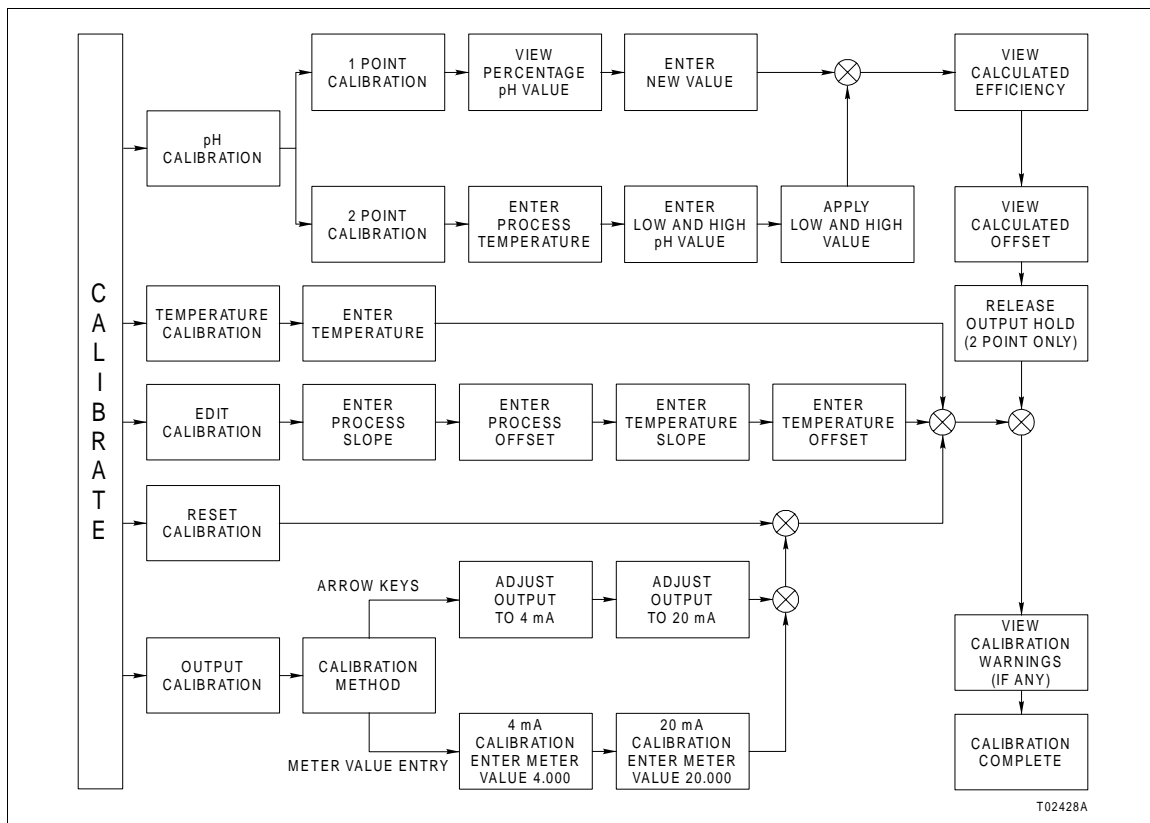 CALIBRATE
pH
CALIBRATION
1 POINT
CALIBRATION
VIEW
PERCENTAGE
pH VALUE
ENTER
NEW VALUE
VIEW
CALCULATED
EFFICIENCY
2 POINT
CALIBRATION
ENTER
PROCESS
TEMPERATURE
ENTER
LOW AND HIGH
pH VALUE
APPLY
LOW AND HIGH
VALUE
VIEW
CALCULATED
OFFSET
RELEASE
OUTPUT HOLD
(2 POINT ONLY)
TEMPERATURE
CALIBRATION
ENTER
TEMPERATURE
EDIT
CALIBRATION
ENTER
PROCESS
SLOPE
ENTER
PROCESS
OFFSET
ENTER
TEMPERATURE
SLOPE
ENTER
TEMPERATURE
OFFSET
RESET
CALIBRATION
OUTPUT
CALIBRATION
CALIBRATION
METHOD
ARROW KEYS
ADJUST
OUTPUT
TO 4 mA
ADJUST
OUTPUT
TO 20 mA
METER VALUE ENTRY
4 mA
CALIBRATION
ENTER METER
VALUE 4.000
20 mA
CALIBRATION
ENTER METER
VALUE 20.000
VIEW
CALIBRATION
WARNINGS
(IF ANY)
CALIBRATION
COMPLETE
T02428A